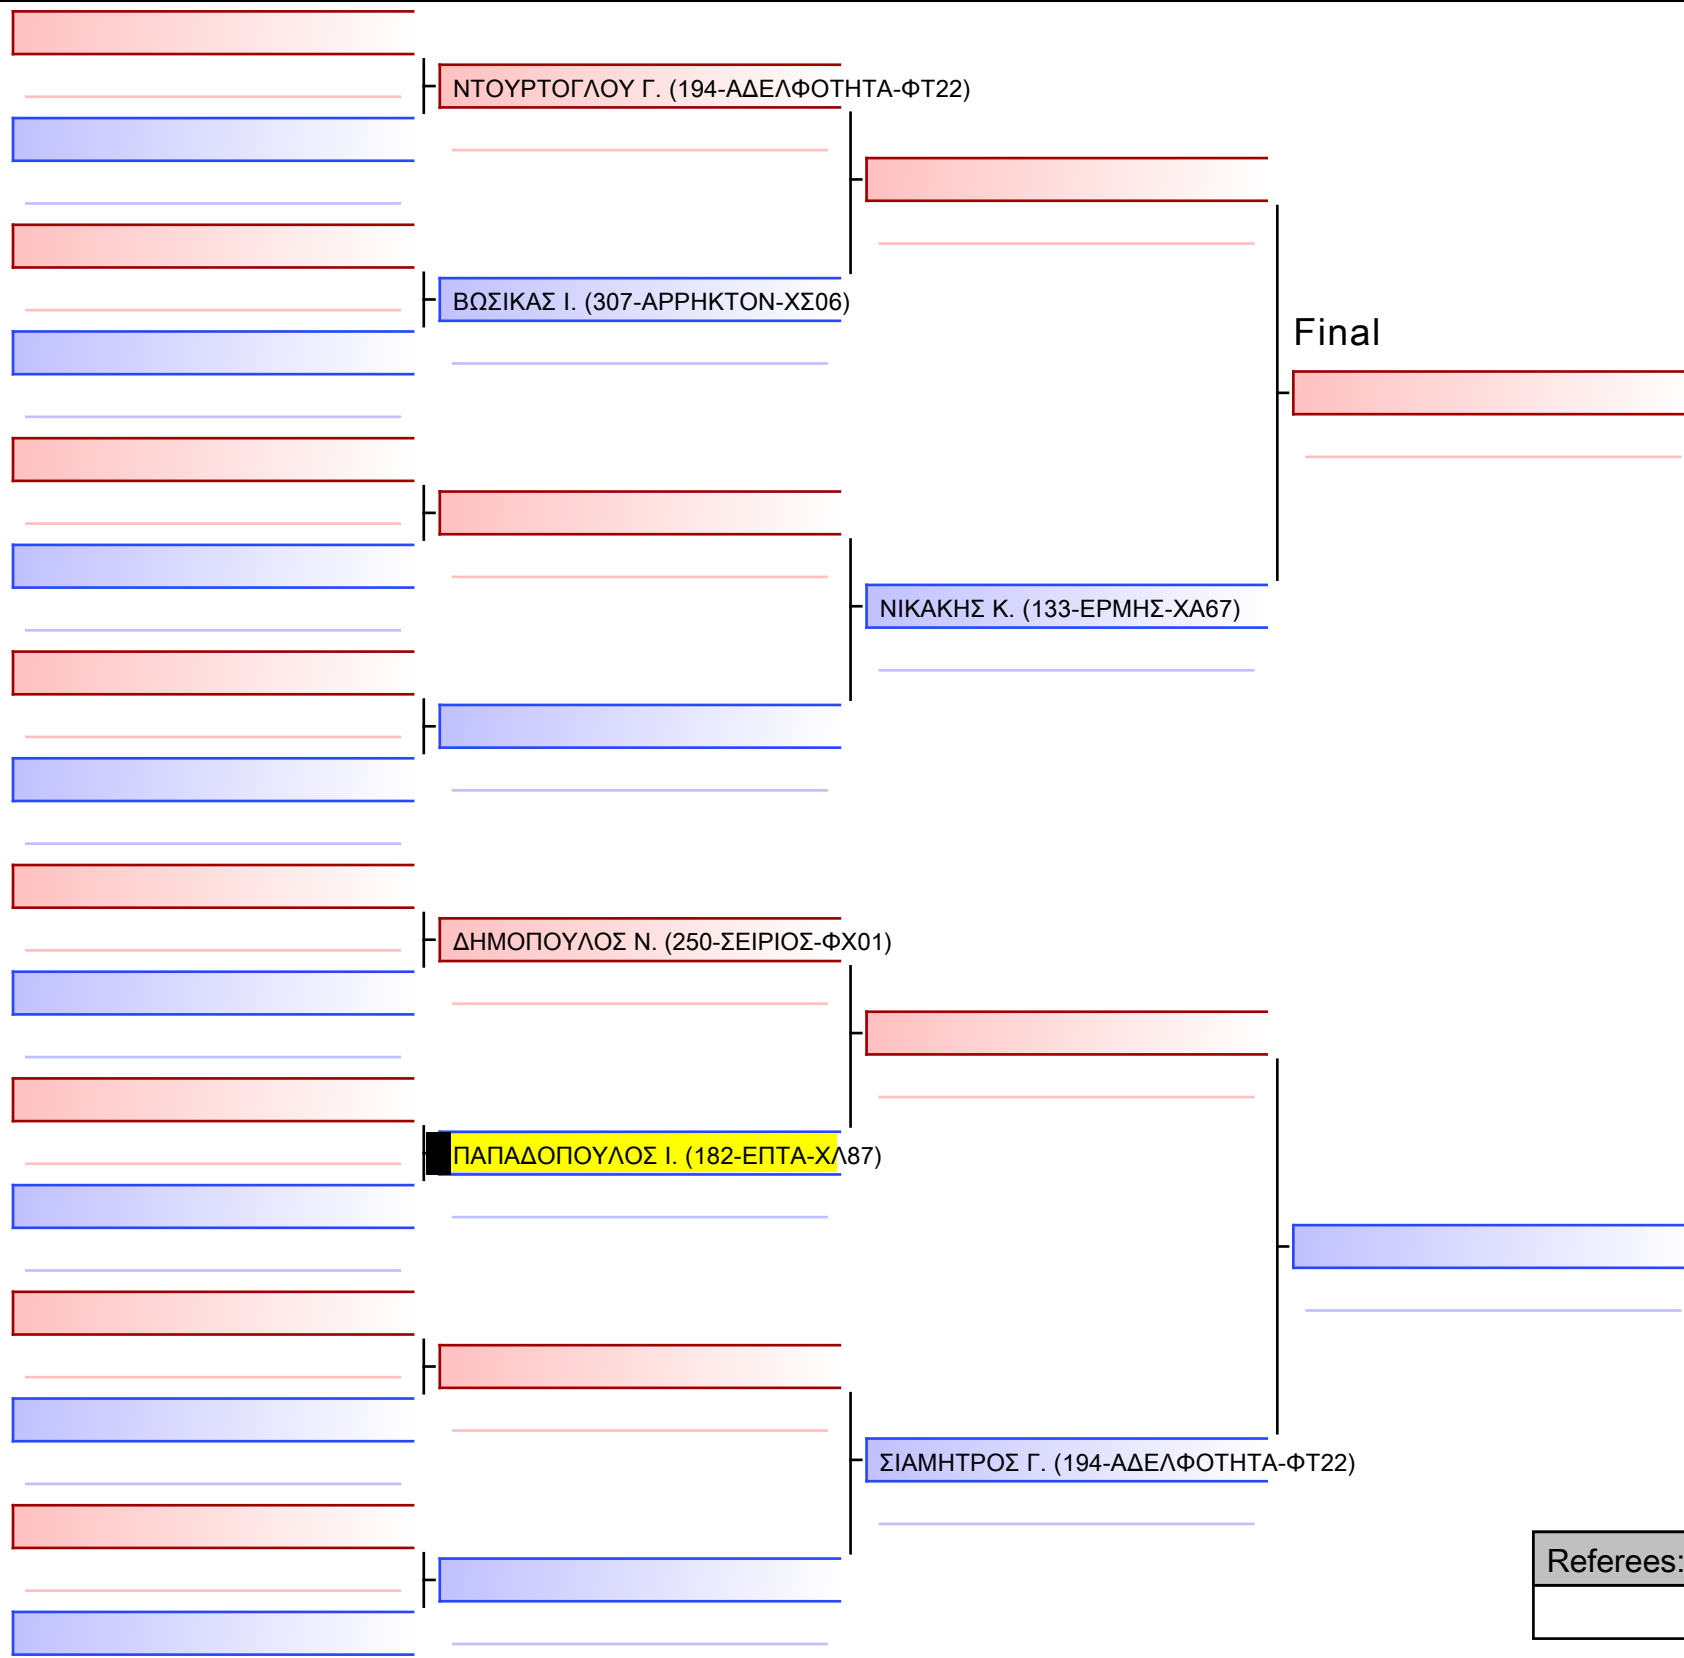 ΝΤΟΥΡΤΟΓΛΟΥ Γ. (194-ΑΔΕΛΦΟΤΗΤΑ-ΦΤ22)
ΒΩΣΙΚΑΣ Ι. (307-ΑΡΡΗΚΤΟΝ-ΧΣ06)
Final
ΝΙΚΑΚΗΣ Κ. (133-ΕΡΜΗΣ-ΧΑ67)
ΔΗΜΟΠΟΥΛΟΣ Ν. (250-ΣΕΙΡΙΟΣ-ΦΧ01)
ΠΑΠΑΔΟΠΟΥΛΟΣ Ι. (182-ΕΠΤΑ-ΧΛ87)
ΣΙΑΜΗΤΡΟΣ Γ. (194-ΑΔΕΛΦΟΤΗΤΑ-ΦΤ22)
Referees: